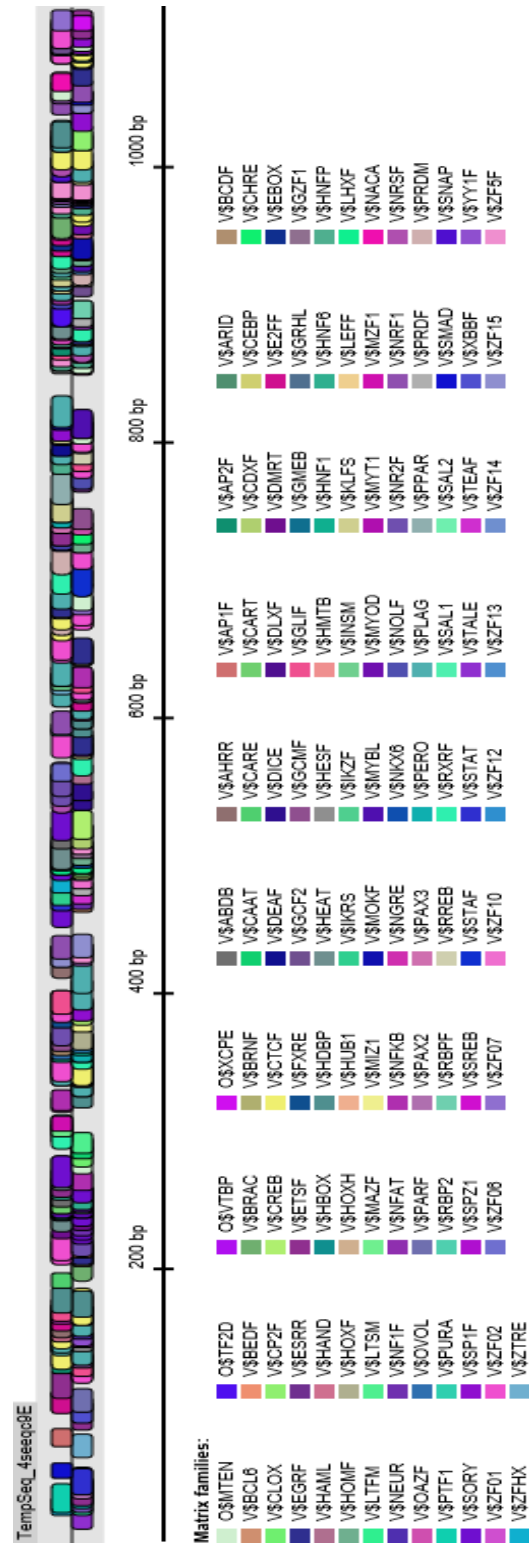 TempSeq_4seeqc9E
200 bp 400 bp 600 bp 800 bp 1000 bp
Matrix families:
O$MTEN O$TF2D O$VTBP O$XCPE V$ABDB V$AHRR V$AP1F V$AP2F V$ARID V$BCDF
V$BCL6 V$BEDF V$BRAC V$BRNF V$CAAT V$CARE V$CART V$CDXF V$CEBP V$CHRE
V$CLOX V$CP2F V$CREB V$CTCF V$DEAF V$DICE V$DLXF V$DMRT V$E2FF V$EBOX
V$EGRF V$ESRR V$ETSF V$FXRE V$GCF2 V$GCMF V$GLIF V$GMEB V$GRHL V$GZF1
V$HAML V$HAND V$HBOX V$HDBP V$HEAT V$HESF V$HMTB V$HNF1 V$HNF6 V$HNFP
V$HOMF V$HOXF V$HOXH V$HUB1 V$IKRS V$IKZF V$INSM V$KLFS V$LEFF V$LHXF
V$LTFM V$LTSM V$MAZF V$MIZ1 V$MOKF V$MYBL V$MYOD V$MYT1 V$MZF1 V$NACA
V$NEUR V$NF1F V$NFAT V$NFKB V$NGRE V$NKX6 V$NOLF V$NR2F V$NRF1 V$NRSF
V$OAZF V$OVOL V$PARF V$PAX2 V$PAX3 V$PERO V$PLAG V$PPAR V$PRDF V$PRDM
V$PTF1 V$PURA V$RBP2 V$RBPF V$RREB V$RXRF V$SAL1 V$SAL2 V$SMAD V$SNAP
V$SORY V$SP1F V$SPZ1 V$SREB V$STAF V$STAT V$TALE V$TEAF V$XBBF V$YY1F
V$ZF01 V$ZF02 V$ZF06 V$ZF07 V$ZF10 V$ZF12 V$ZF13 V$ZF14 V$ZF15 V$ZF5F
V$ZFHX V$ZTRE